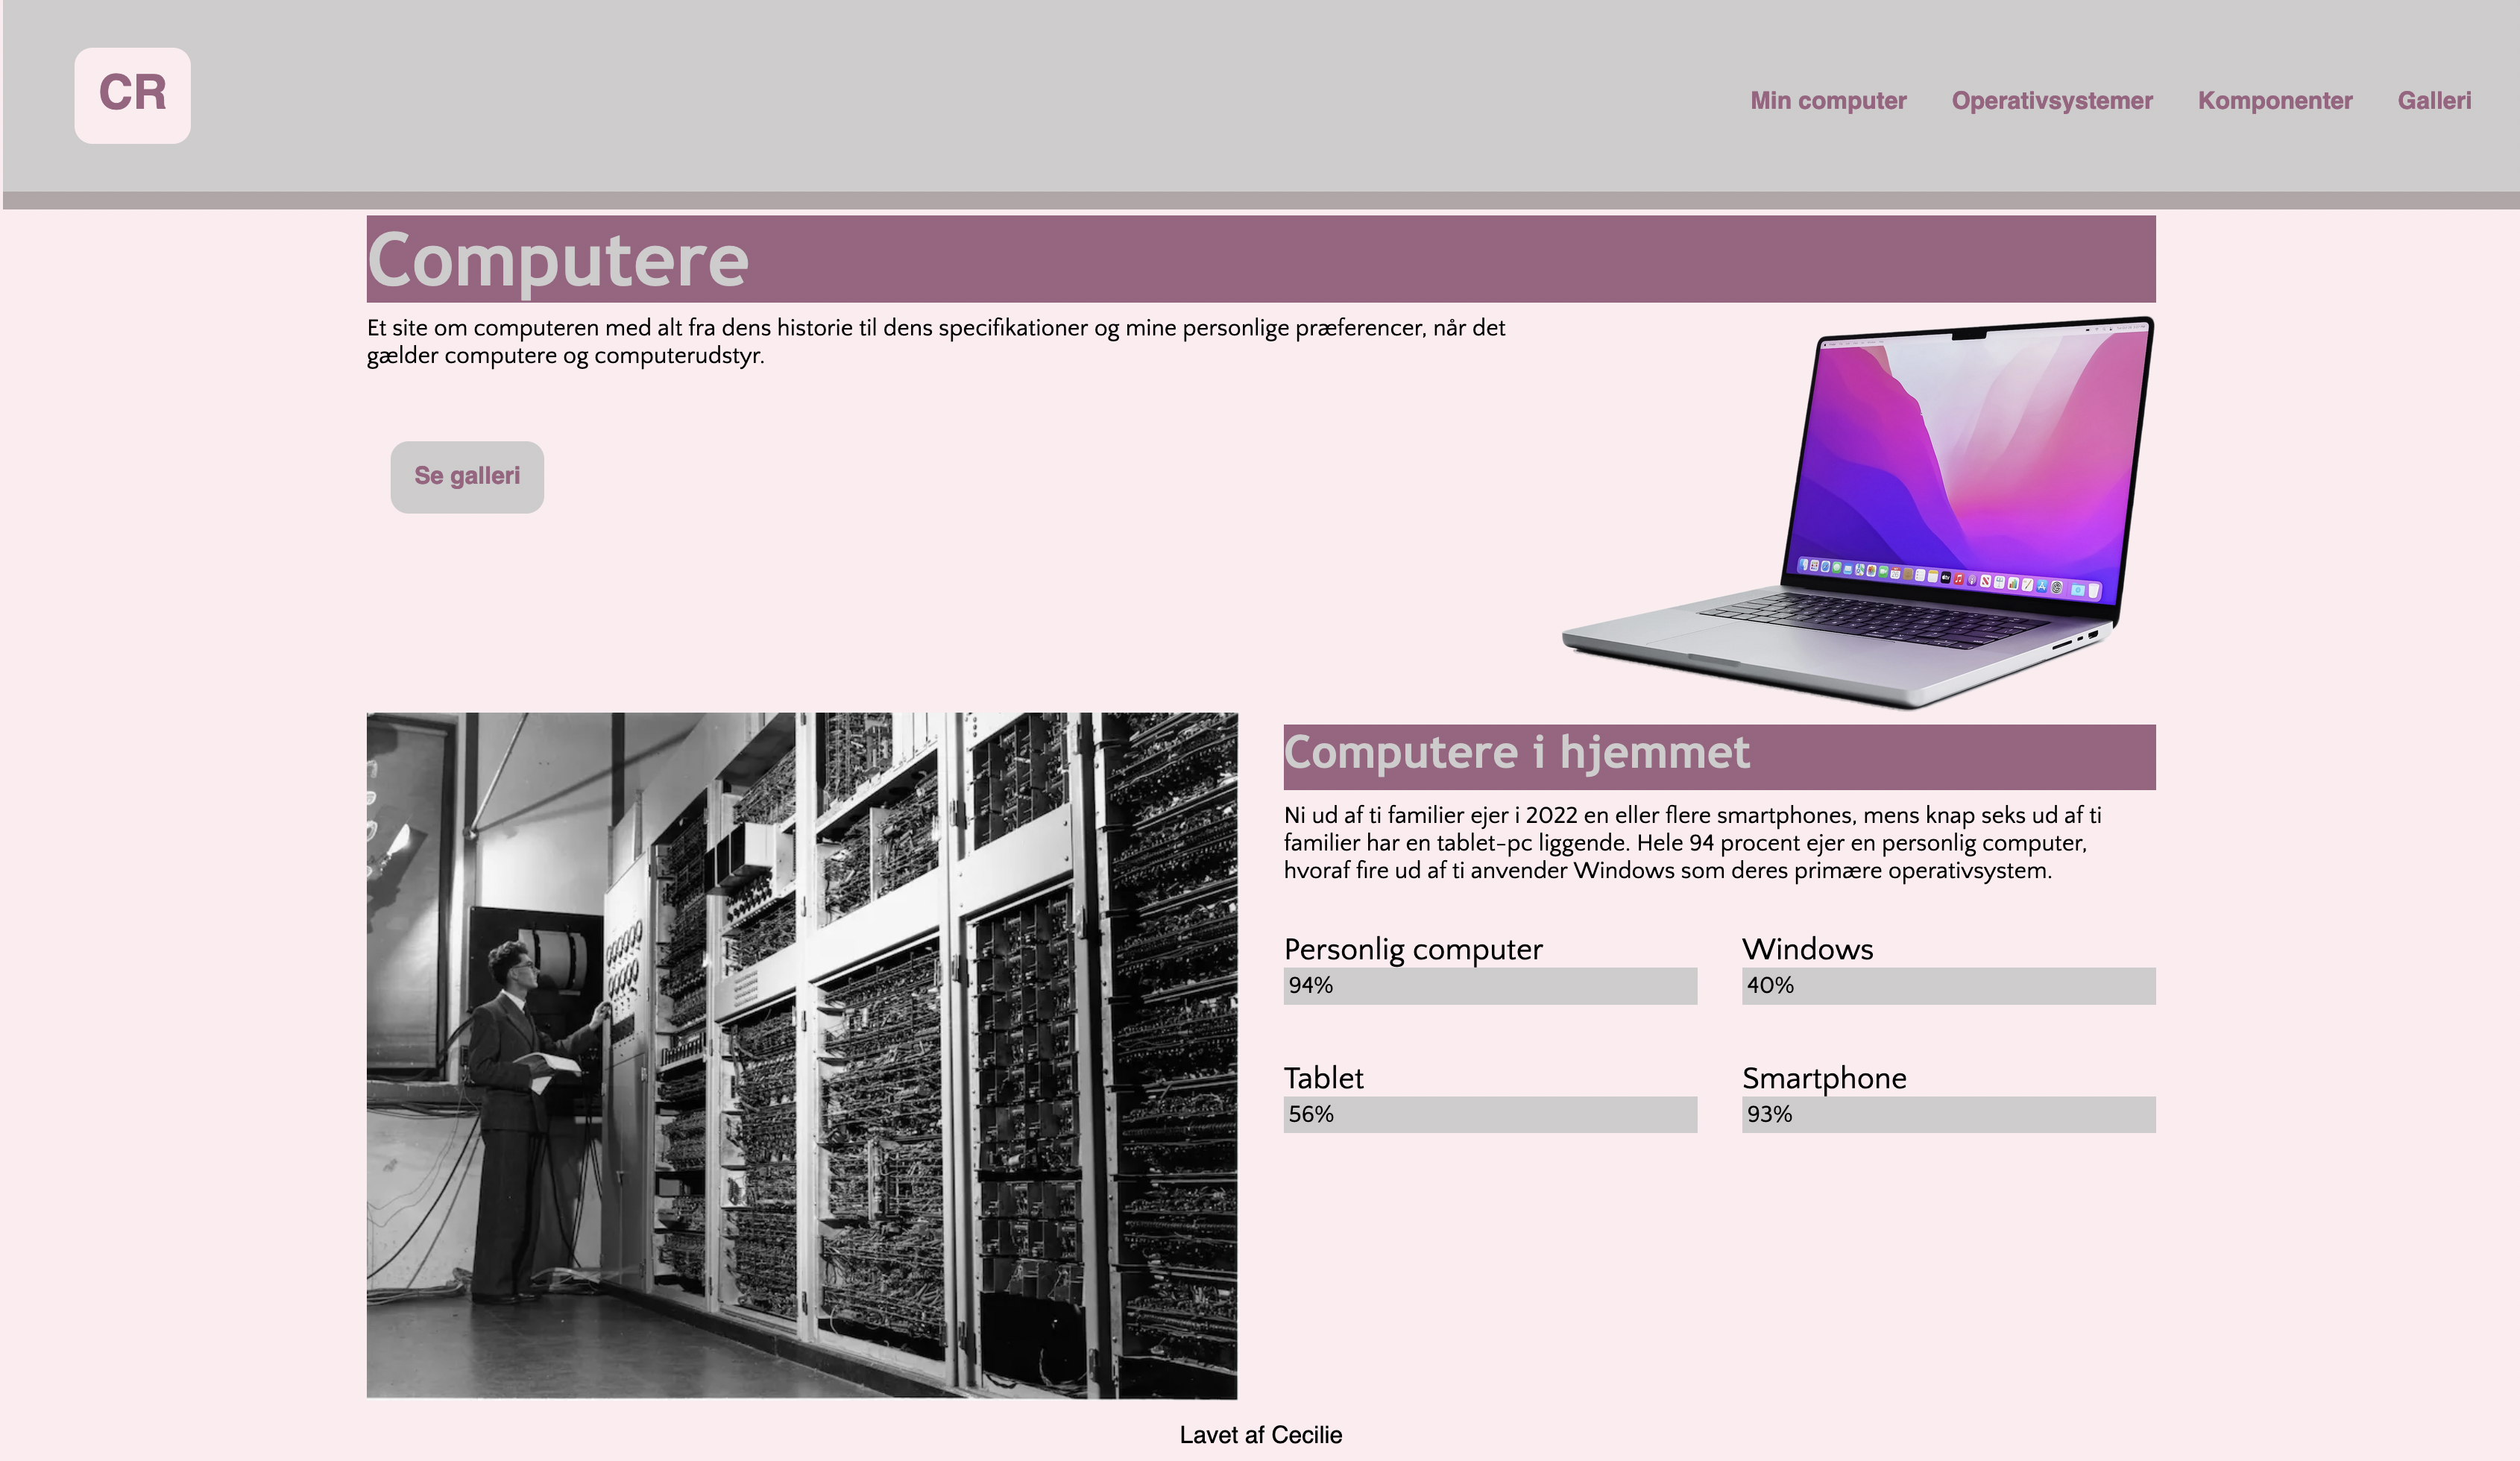 CR
Min computer Operativsystemer Komponenter Galleri
Computere
Et site om computeren med alt fra dens historie til dens specifikationer og mine personlige præferencer, når det
gælder computere og computerudstyr.
Se galleri
Computere i hjemmet
Ni ud af ti familier ejer i 2022 en eller flere smartphones, mens knap seks ud af ti
familier har en tablet-pc liggende. Hele 94 procent ejer en personlig computer,
hvoraf fire ud af ti anvender Windows som deres primære operativsystem.
Personlig computer
94%
Windows
40%
Tablet
56%
Smartphone
93%
Lavet af Cecilie